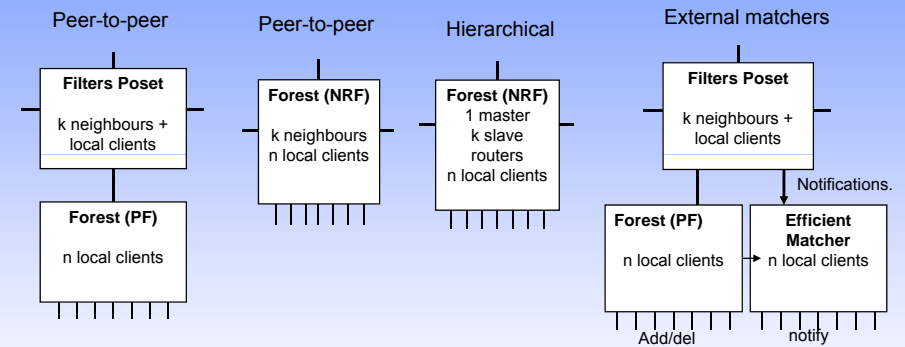 Peer-to-peer
Filters Poset
k neighbours +
local clients
Forest (PF)
n local clients
Peer-to-peer
Forest (NRF)
k neighbours
n local clients
Hierarchical
Forest (NRF)
1 master
k slave
routers
n local clients
External matchers
Filters Poset
k neighbours +
local clients
Notifications.
Forest (PF)
n local clients
Add/del
Efficient
Matcher
n local clients
notify